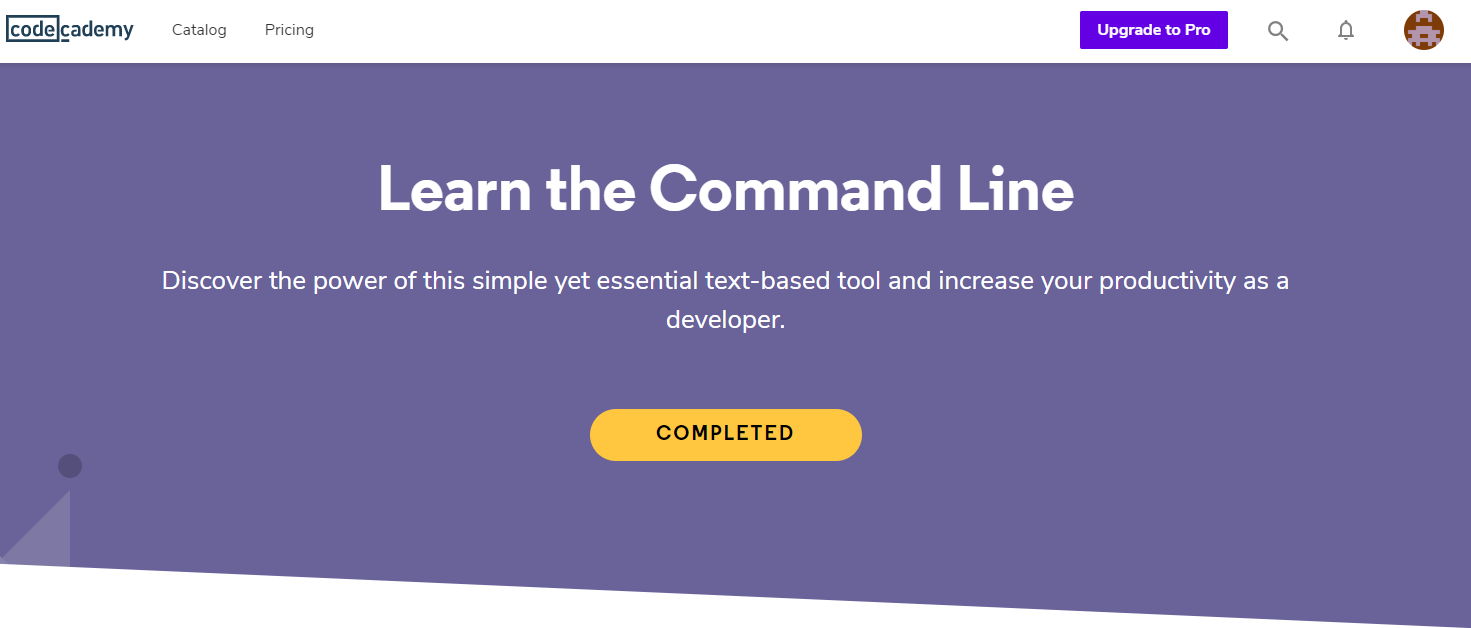 codecademy
Catalog
Pricing
Upgrade to Pro
Learn the Command Line
Discover the power of this simple yet essential text-based tool and increase your productivity as a
developer.
COMPLETED